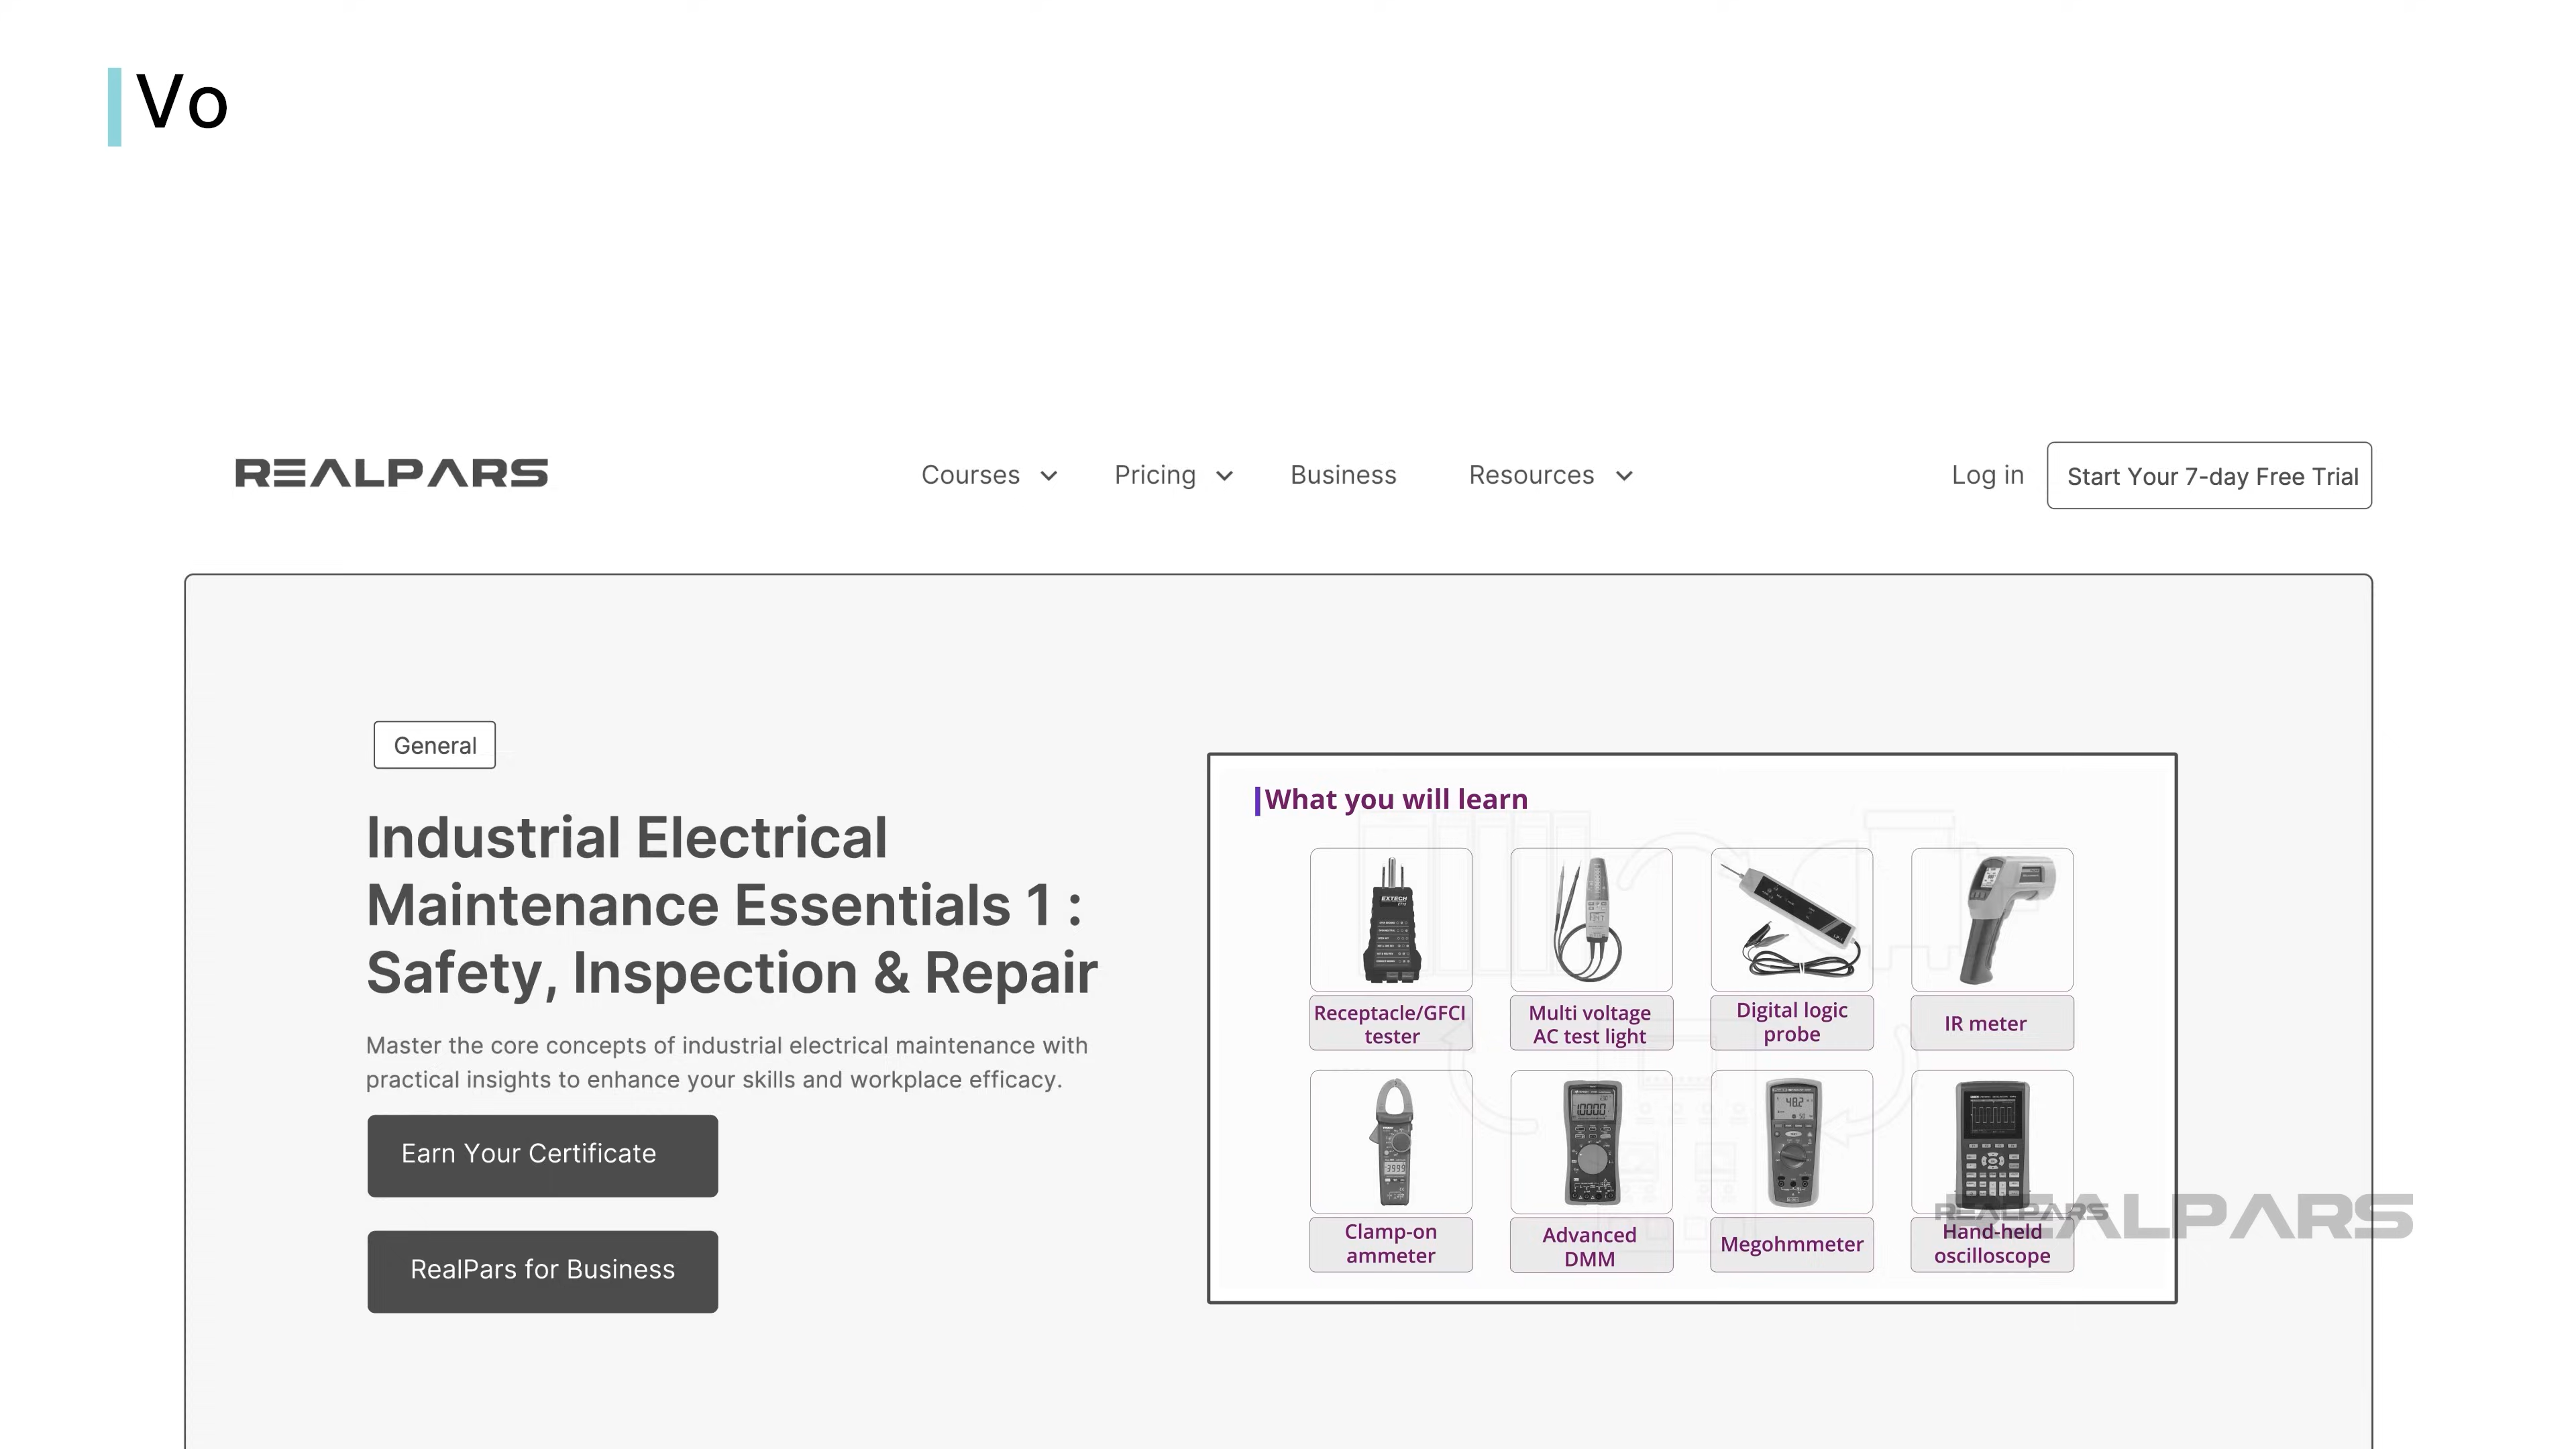 Vo
REALPARS
Courses
Pricing
Business
Resources
Log in
Start Your 7-day Free Trial
General
Industrial Electrical
Maintenance Essentials 1 :
Safety, Inspection & Repair
Master the core concepts of industrial electrical maintenance with
practical insights to enhance your skills and workplace efficacy.
Earn Your Certificate
RealPars for Business
What you will learn
EXTECH
Receptacle/GFCI
tester
Multi voltage
AC test light
Digital logic
probe
IR meter
Clamp-on
ammeter
Advanced
DMM
Megohmmeter
Hand-held
oscilloscope
REALPARS
REALPARS